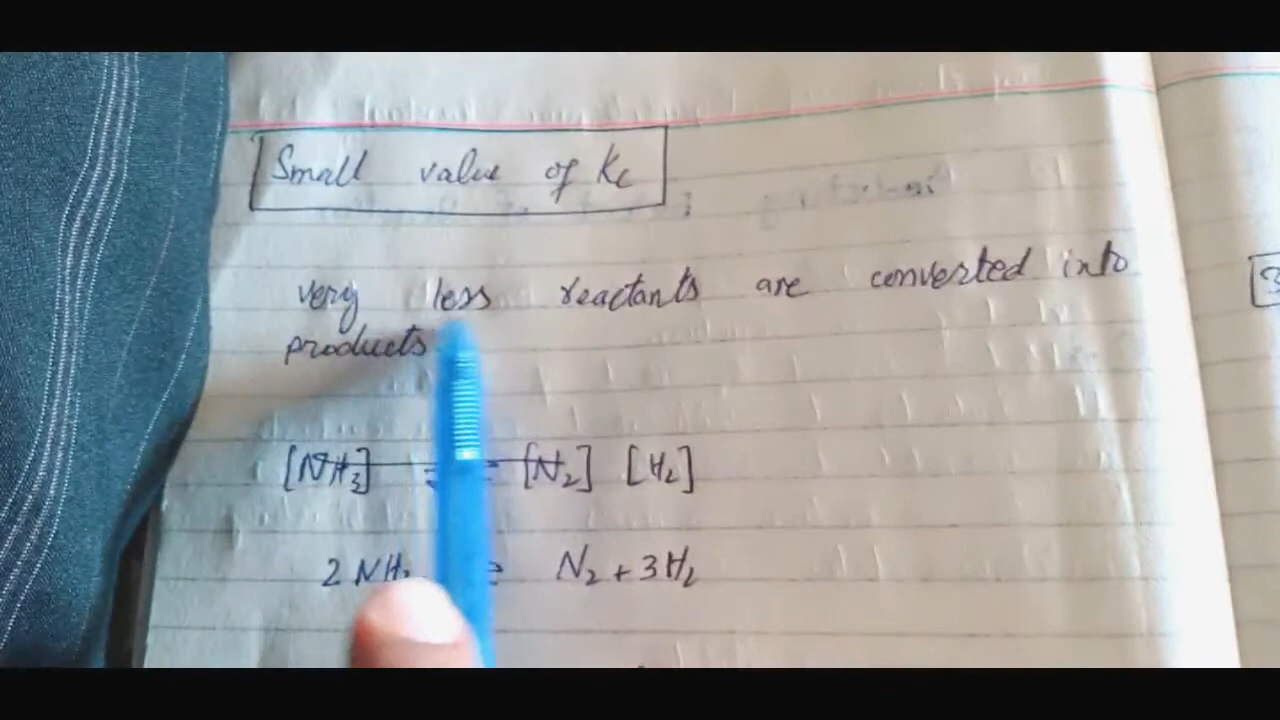 Small value of Kc
very less reactants are converted into
products
[NH3] [N2] [H2]
2 NH3 ⇌ N2 + 3H2